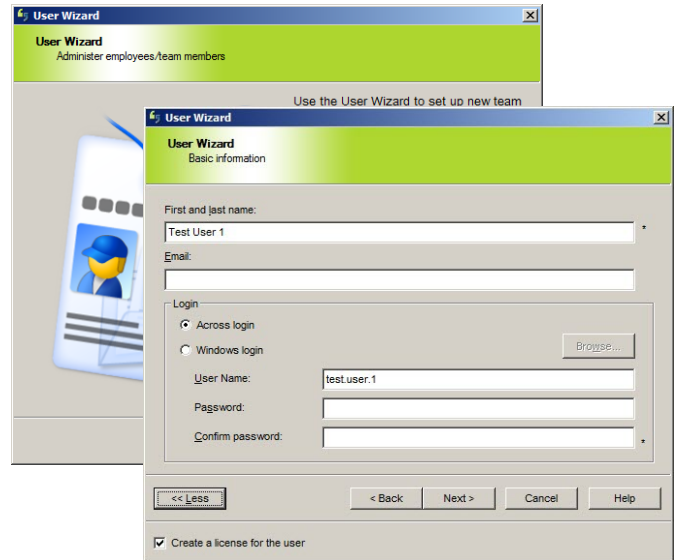 User Wizard
User Wizard
Administer employees/team members
Use the User Wizard to set up new team
User Wizard
User Wizard
Basic information
First and last name:
Test User 1 *
Email:
Login
Across login
Windows login
Browse...
User Name: test.user.1
Password:
Confirm password: *
<< Less < Back Next > Cancel Help
Create a license for the user